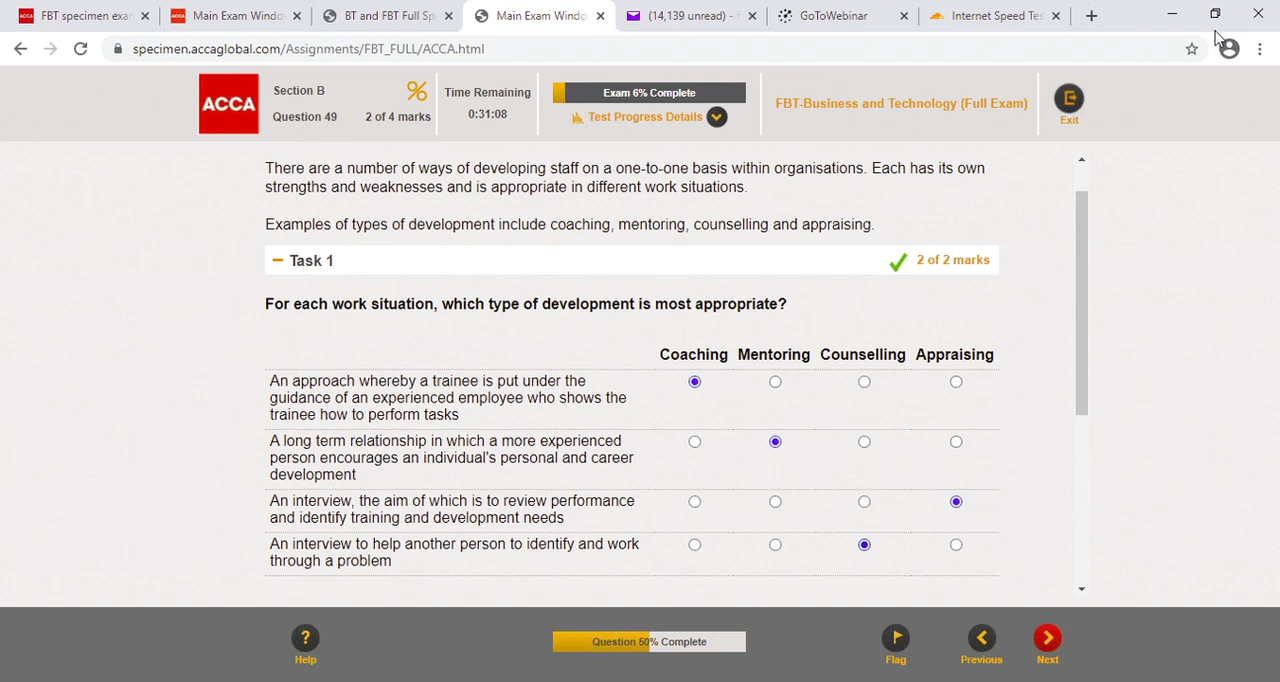 FBT specimen exar
Main Exam Windo
BT and FBT Full Sp
Main Exam Windo
(14,139 unread) - f
GoToWebinar
Internet Speed Tes
specimen.accaglobal.com/Assignments/FBT_FULL/ACCA.html
ACCA
Section B
%
Question 49
2 of 4 marks
Time Remaining
0:31:08
Exam 6% Complete
Test Progress Details
FBT-Business and Technology (Full Exam)
Exit
There are a number of ways of developing staff on a one-to-one basis within organisations. Each has its own
strengths and weaknesses and is appropriate in different work situations.
Examples of types of development include coaching, mentoring, counselling and appraising.
Task 1
2 of 2 marks
For each work situation, which type of development is most appropriate?
Coaching Mentoring Counselling Appraising
An approach whereby a trainee is put under the
guidance of an experienced employee who shows the
trainee how to perform tasks
A long term relationship in which a more experienced
person encourages an individual's personal and career
development
An interview, the aim of which is to review performance
and identify training and development needs
An interview to help another person to identify and work
through a problem
?
Help
Question 50% Complete
Flag
Previous
Next